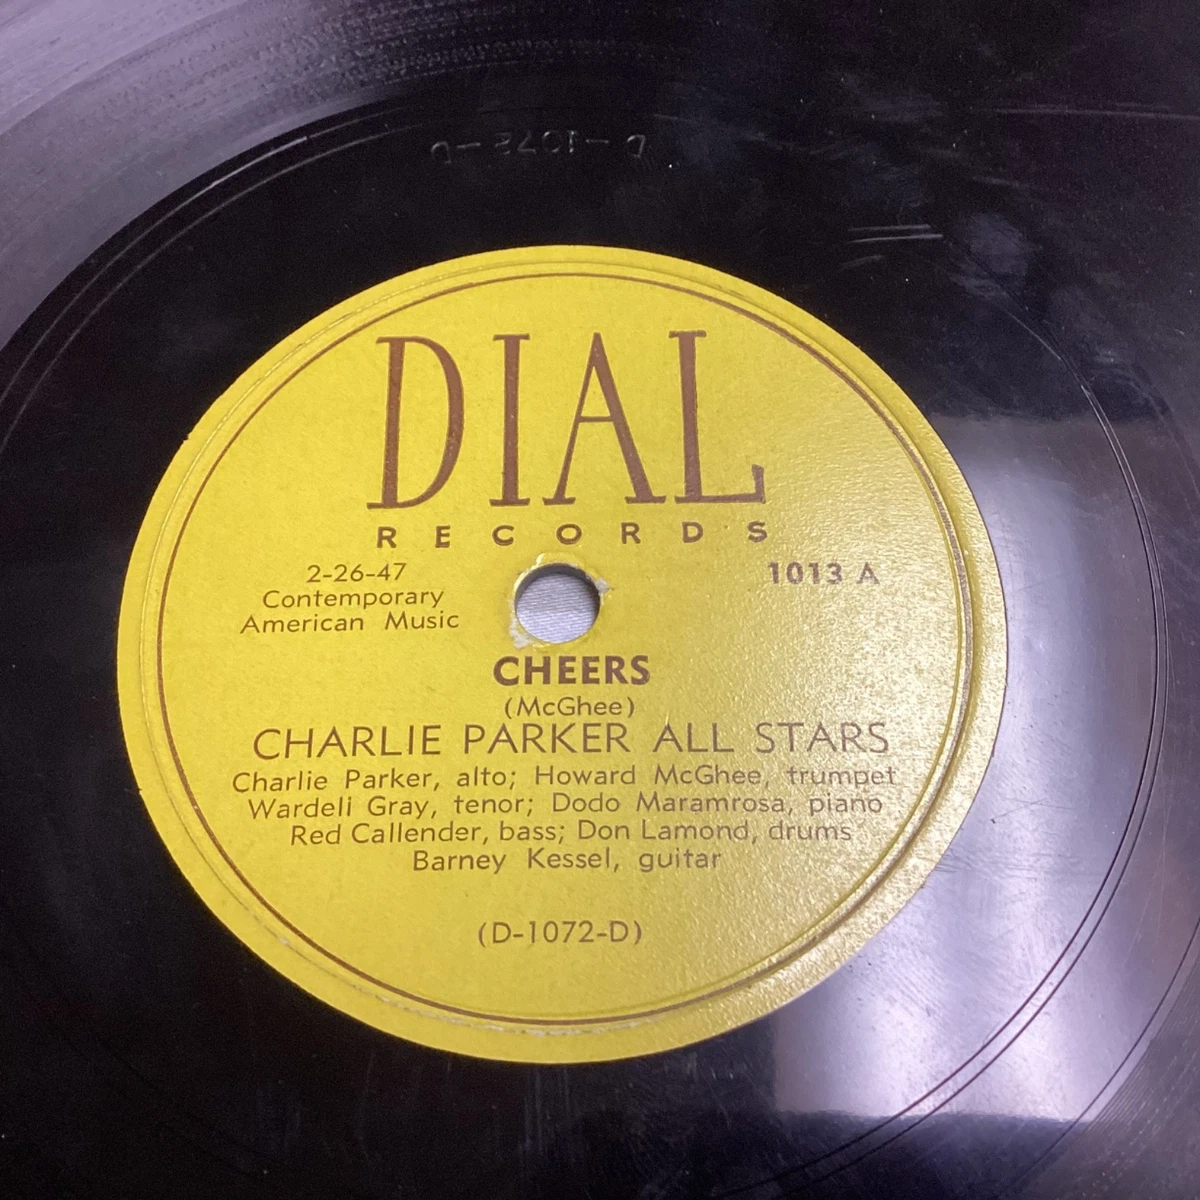 D-1072-D
DIAL
RECORDS
2-26-47
Contemporary
American Music
1013 A
CHEERS
(McGhee)
CHARLIE PARKER ALL STARS
Charlie Parker, alto; Howard McGhee, trumpet
Wardell Gray, tenor; Dodo Maramrosa, piano
Red Callender, bass; Don Lamond, drums
Barney Kessel, guitar
(D-1072-D)